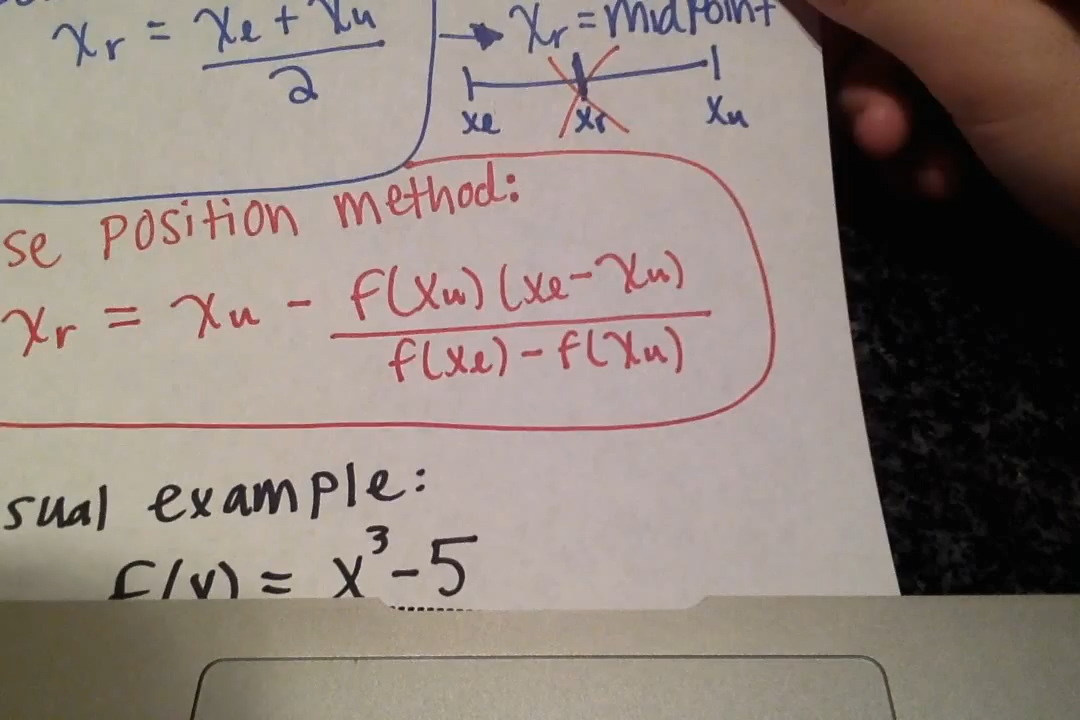 xr = xe + xu / 2
→ xr = midpoint
xe xr xu
se position method:
xr = xu - f(xu)(xe - xu) / f(xe) - f(xu)
sual example:
f(x) = x³-5